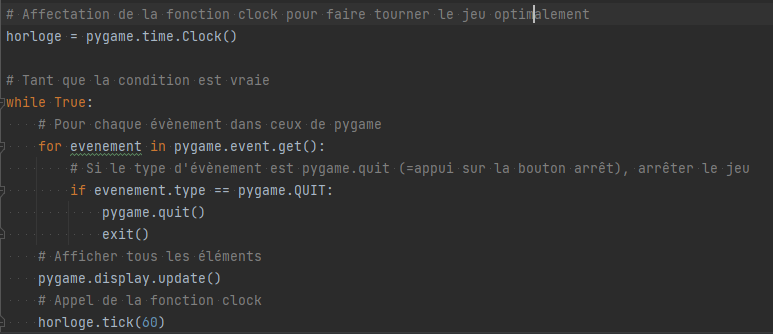 # Affectation de la fonction clock pour faire tourner le jeu optimalement
horloge = pygame.time.Clock()
# Tant que la condition est vraie
while True:
# Pour chaque évènement dans ceux de pygame
for evenement in pygame.event.get():
# Si le type d'évènement est pygame.quit (=appui sur la bouton arrêt), arrêter le jeu
if evenement.type == pygame.QUIT:
pygame.quit()
exit()
# Afficher tous les éléments
pygame.display.update()
# Appel de la fonction clock
horloge.tick(60)